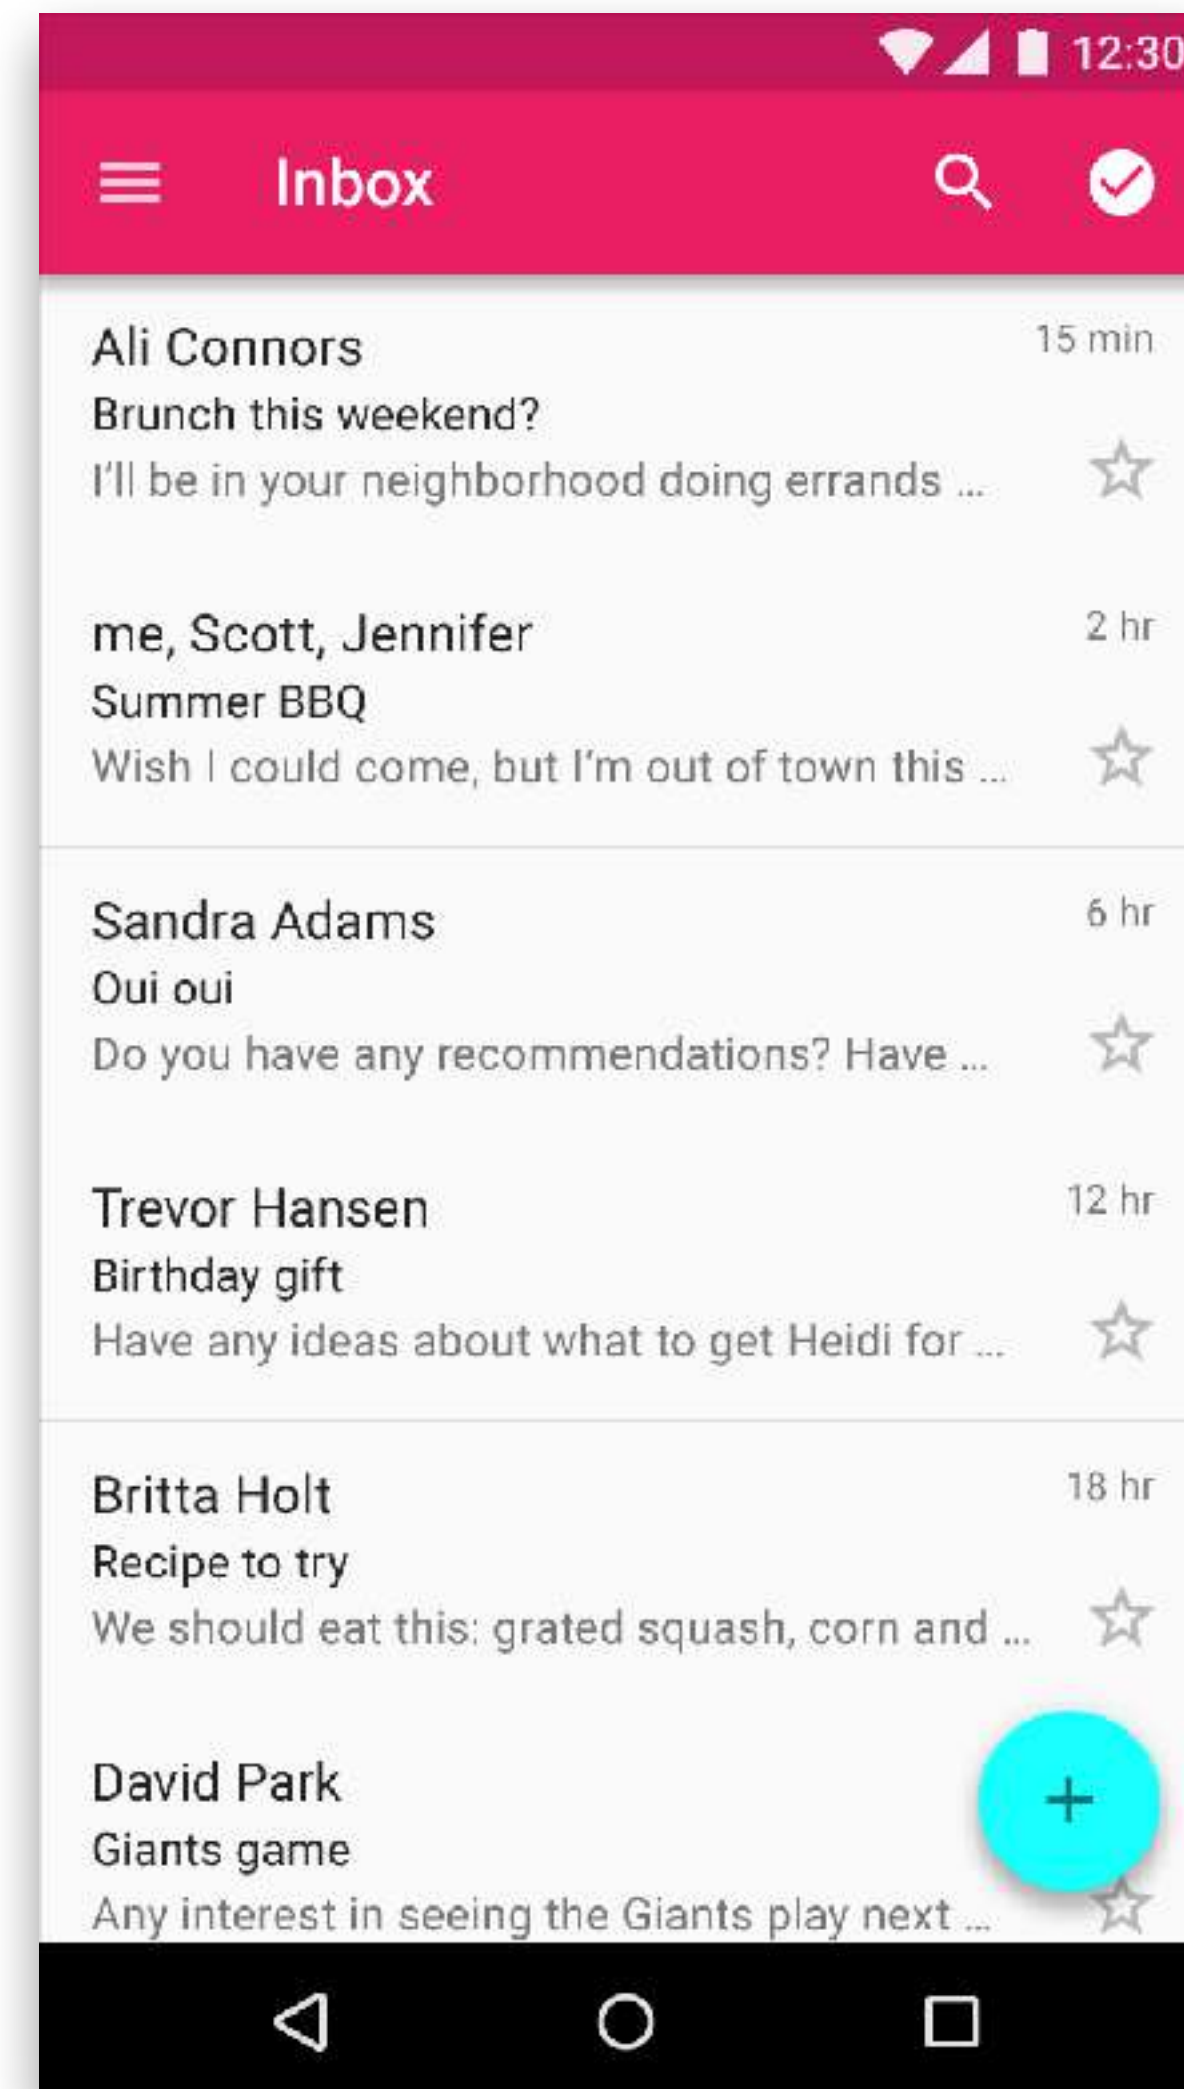 12:30
Inbox
Ali Connors
15 min
Brunch this weekend?
I'll be in your neighborhood doing errands ...
me, Scott, Jennifer
2 hr
Summer BBQ
Wish I could come, but I'm out of town this ...
Sandra Adams
6 hr
Oui oui
Do you have any recommendations? Have ...
Trevor Hansen
12 hr
Birthday gift
Have any ideas about what to get Heidi for ...
Britta Holt
18 hr
Recipe to try
We should eat this: grated squash, corn and ...
David Park
Giants game
Any interest in seeing the Giants play next ...